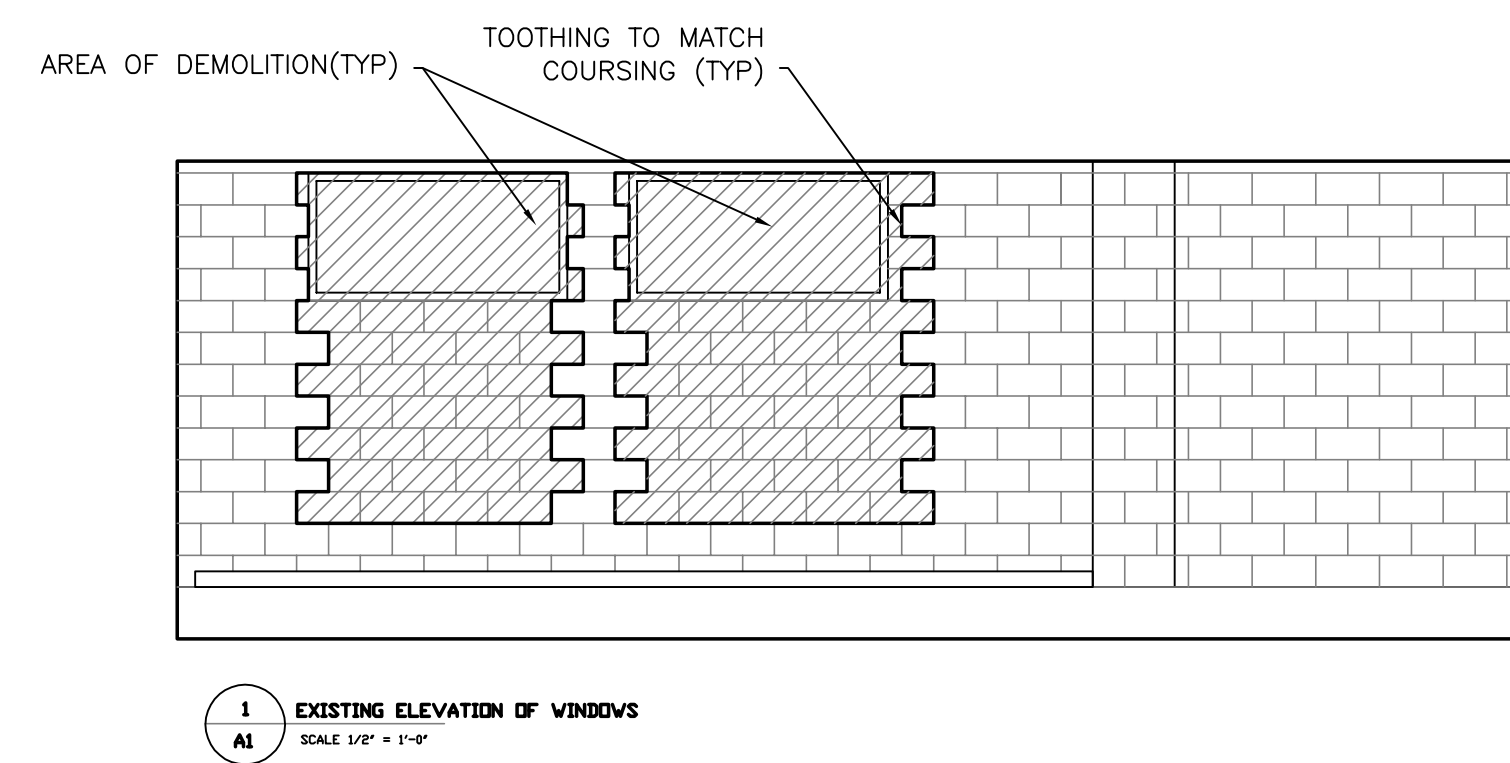 AREA OF DEMOLITION(TYP)
TOOTHING TO MATCH
COURSING (TYP)
1
EXISTING ELEVATION OF WINDOWS
A1
SCALE 1/2" = 1'-0"